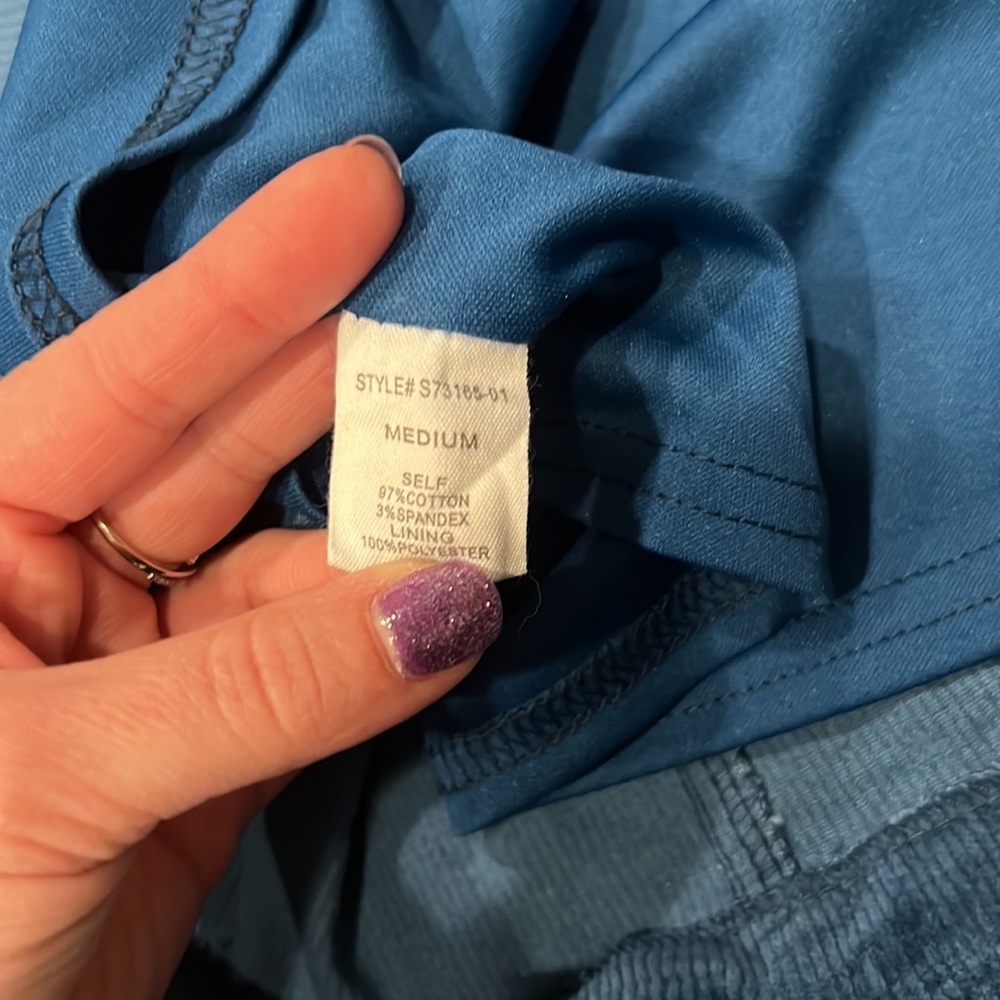 STYLE# S73165-01
MEDIUM
SELF
97%COTTON
3%SPANDEX
LINING
100%POLYESTER